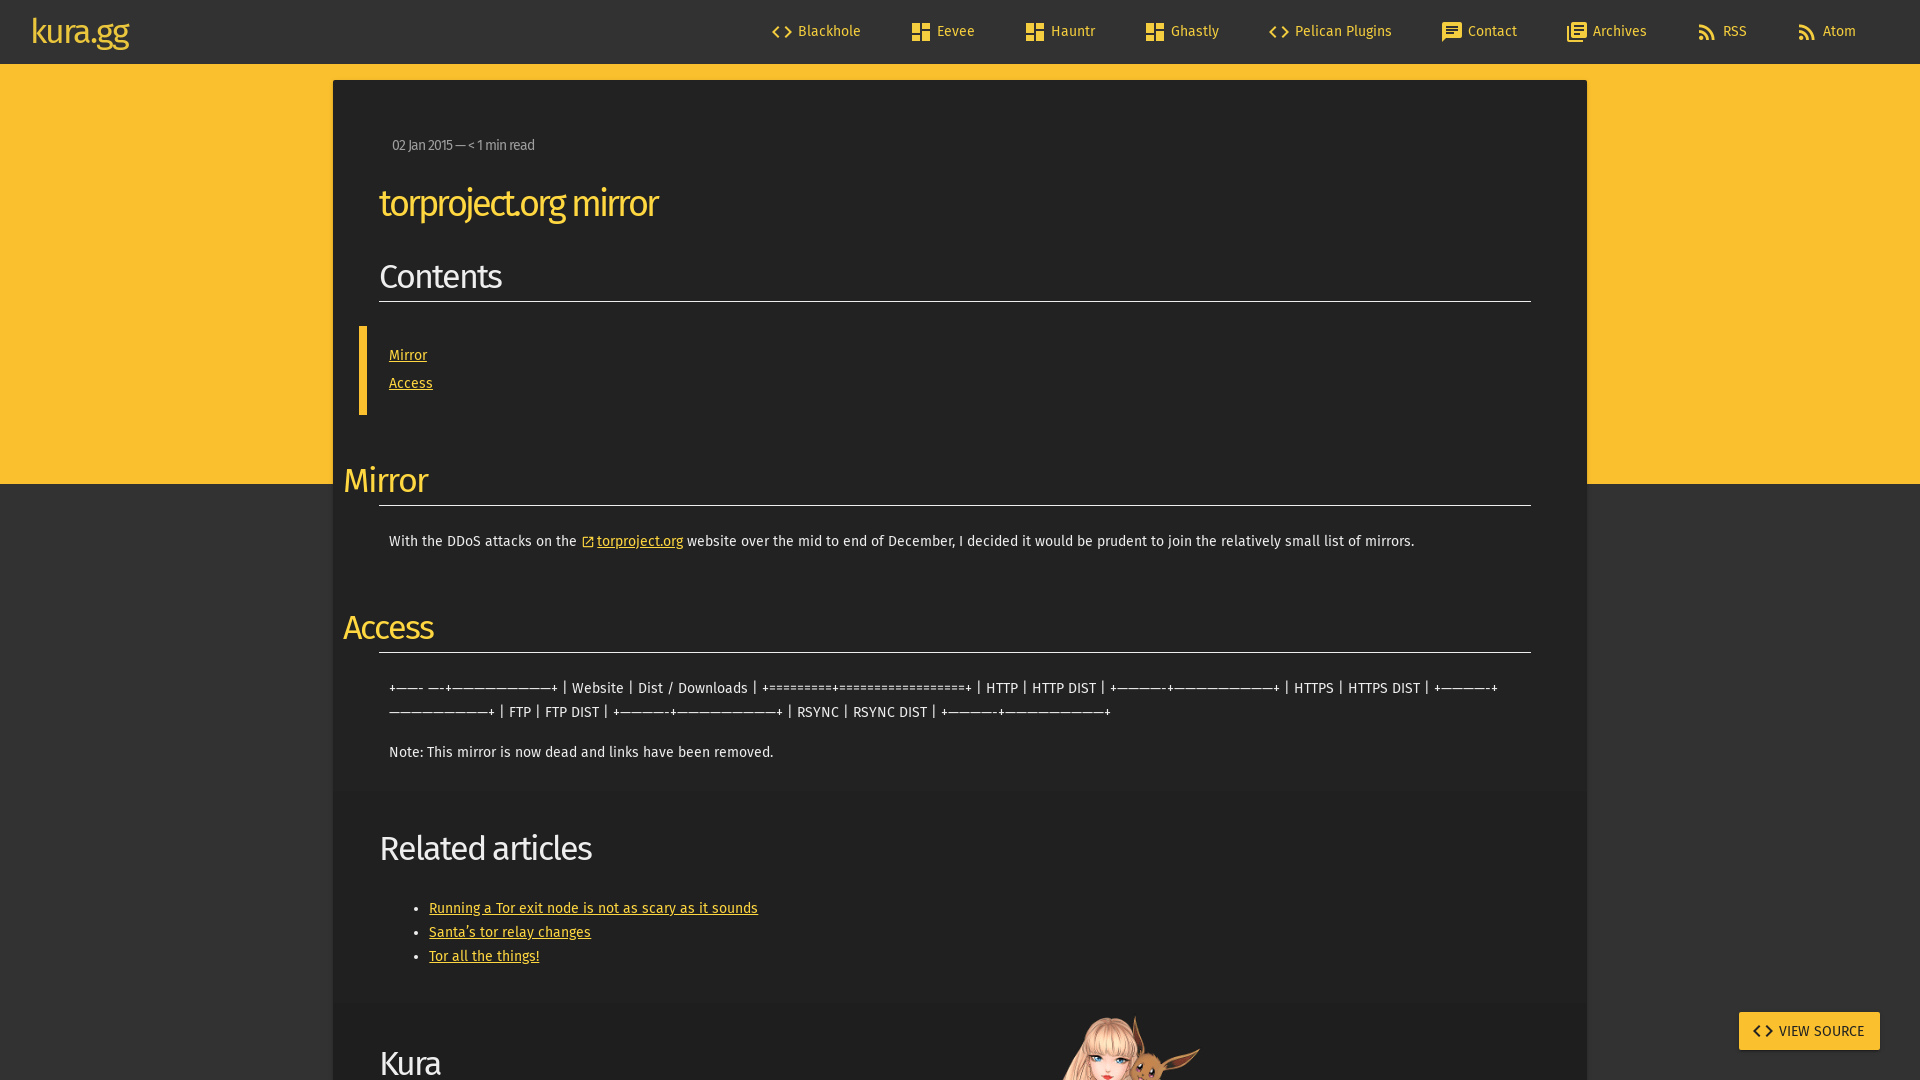 kura.gg
Blackhole
Eevee
Hauntr
Ghastly
Pelican Plugins
Contact
Archives
RSS
Atom
02 Jan 2015 — < 1 min read
torproject.org mirror
Contents
Mirror
Access
Mirror
With the DDoS attacks on the torproject.org website over the mid to end of December, I decided it would be prudent to join the relatively small list of mirrors.
Access
+——- —-+—————————+ | Website | Dist / Downloads | +=========+==================+ | HTTP | HTTP DIST | +————-+—————————+ | HTTPS | HTTPS DIST | +————-+
—————————+ | FTP | FTP DIST | +————-+—————————+ | RSYNC | RSYNC DIST | +————-+—————————+
Note: This mirror is now dead and links have been removed.
Related articles
• Running a Tor exit node is not as scary as it sounds
• Santa’s tor relay changes
• Tor all the things!
Kura
VIEW SOURCE